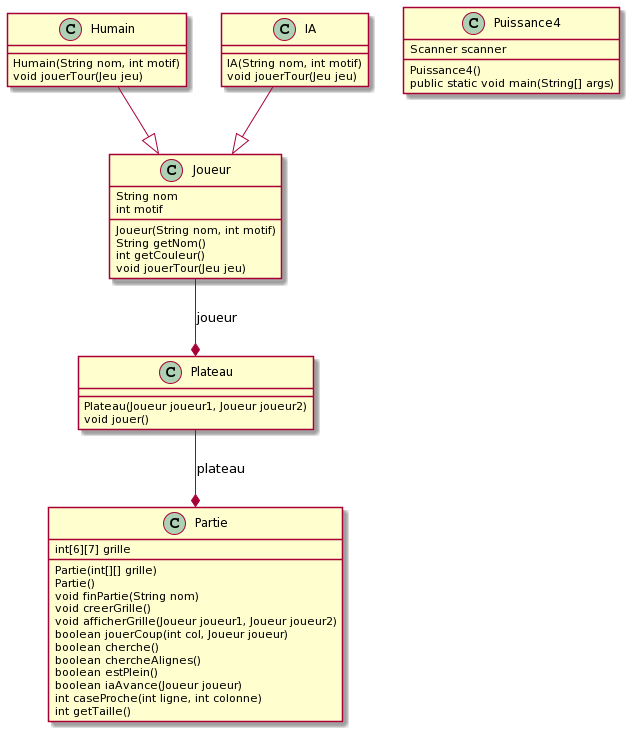 C Humain
Humain(String nom, int motif)
void jouerTour(Jeu jeu)
C IA
IA(String nom, int motif)
void jouerTour(Jeu jeu)
C Puissance4
Scanner scanner
Puissance4()
public static void main(String[] args)
C Joueur
String nom
int motif
Joueur(String nom, int motif)
String getNom()
int getCouleur()
void jouerTour(Jeu jeu)
joueur
C Plateau
Plateau(Joueur joueur1, Joueur joueur2)
void jouer()
plateau
C Partie
int[6][7] grille
Partie(int[][] grille)
Partie()
void finPartie(String nom)
void creerGrille()
void afficherGrille(Joueur joueur1, Joueur joueur2)
boolean jouerCoup(int col, Joueur joueur)
boolean cherche()
boolean chercheAlignes()
boolean estPlein()
boolean iaAvance(Joueur joueur)
int caseProche(int ligne, int colonne)
int getTaille()